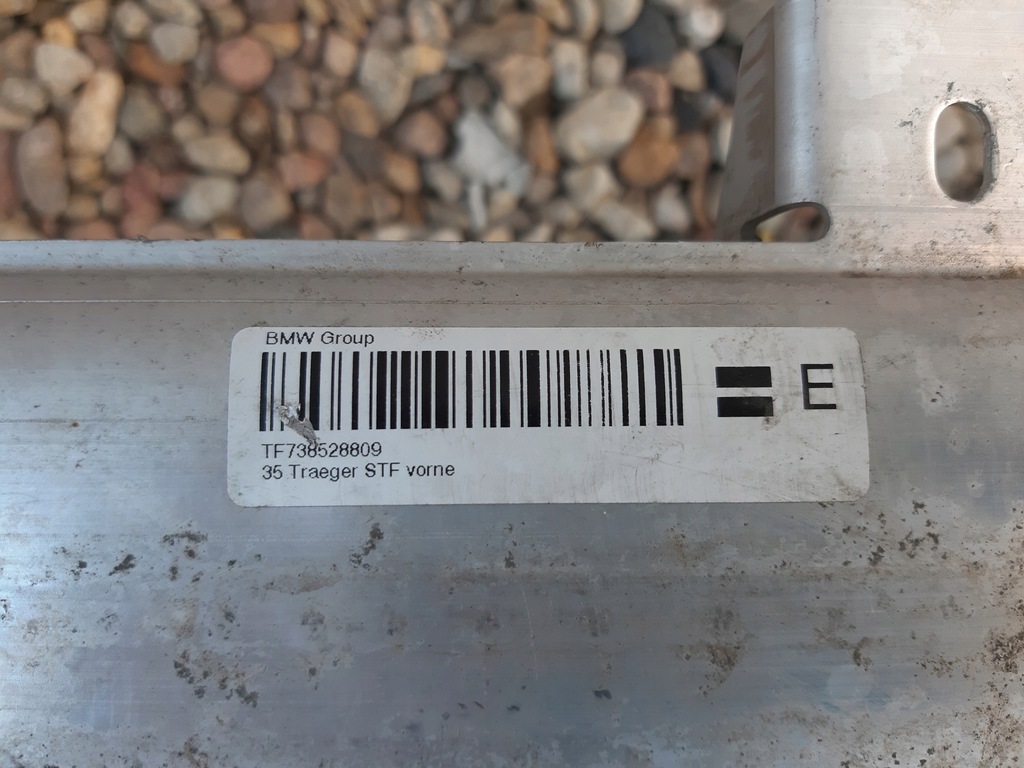 BMW Group
E
TF738528809
35 Traeger STF vorne